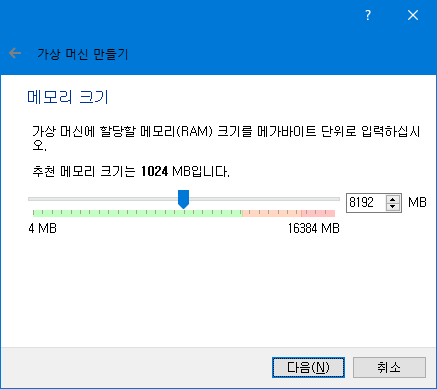 ?
가상 머신 만들기
메모리 크기
가상 머신에 할당할 메모리(RAM) 크기를 메가바이트 단위로 입력하십시
오.
추천 메모리 크기는 1024 MB입니다.
8192 MB
4 MB 16384 MB
다음(N) 취소